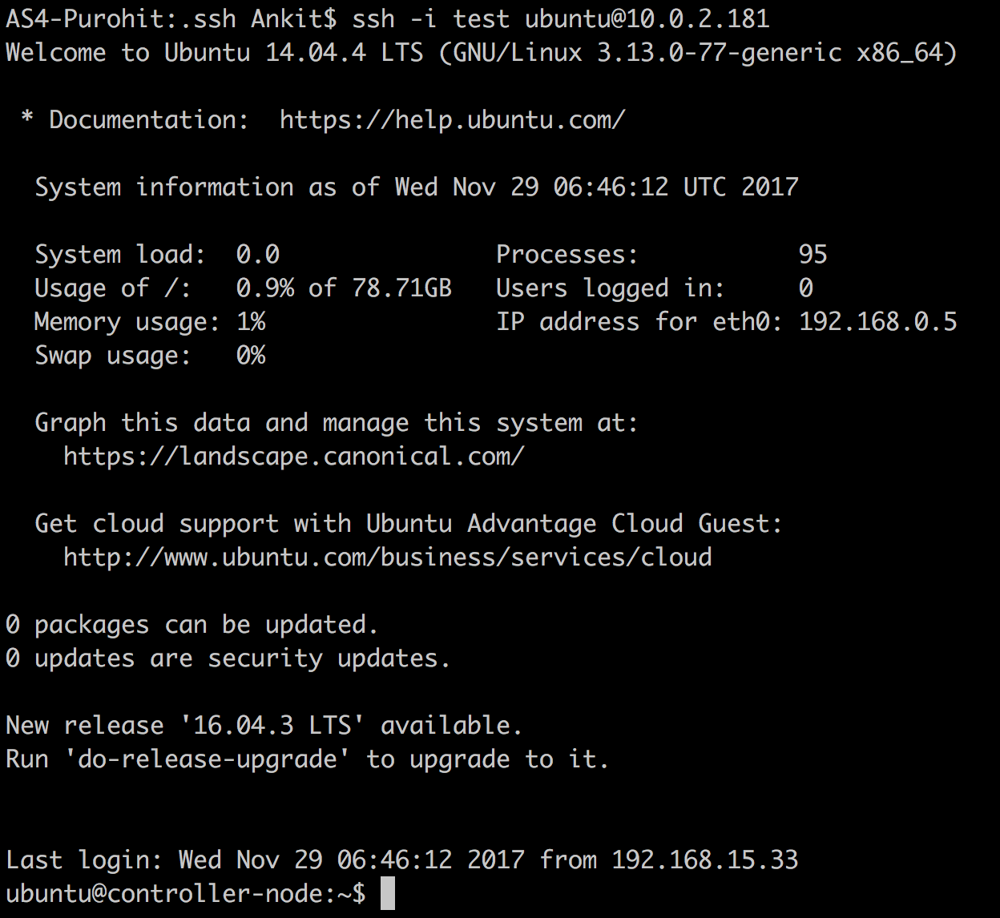 AS4-Purohit:.ssh Ankit$ ssh -i test ubuntu@10.0.2.181
Welcome to Ubuntu 14.04.4 LTS (GNU/Linux 3.13.0-77-generic x86_64)
* Documentation:  https://help.ubuntu.com/
System information as of Wed Nov 29 06:46:12 UTC 2017
System load:  0.0               Processes:           95
Usage of /:   0.9% of 78.71GB   Users logged in:     0
Memory usage: 1%                IP address for eth0: 192.168.0.5
Swap usage:   0%
Graph this data and manage this system at:
https://landscape.canonical.com/
Get cloud support with Ubuntu Advantage Cloud Guest:
http://www.ubuntu.com/business/services/cloud
0 packages can be updated.
0 updates are security updates.
New release '16.04.3 LTS' available.
Run 'do-release-upgrade' to upgrade to it.
Last login: Wed Nov 29 06:46:12 2017 from 192.168.15.33
ubuntu@controller-node:~$